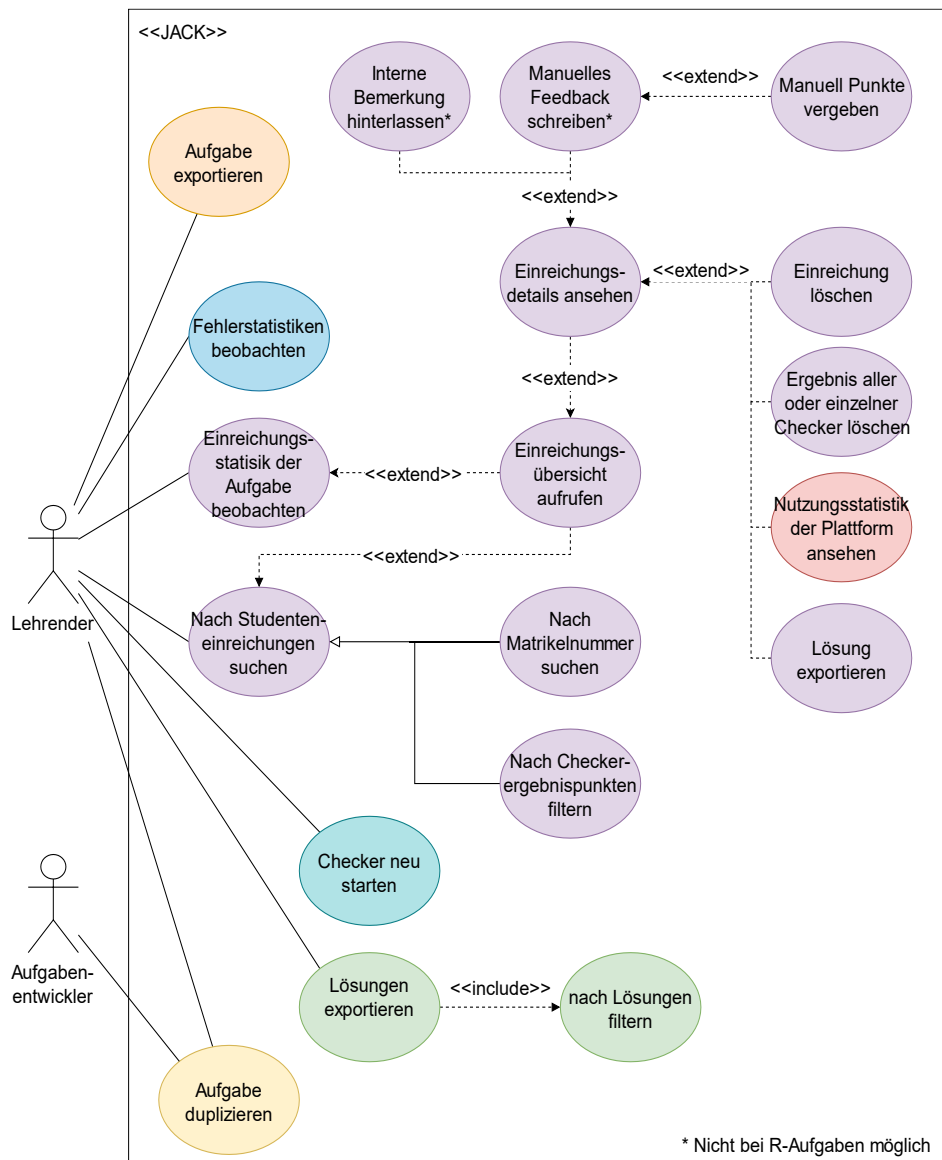 <<JACK>>
Interne
Bemerkung
hinterlassen*
Manuelles
Feedback
schreiben*
<<extend>>
Manuell Punkte
vergeben
Aufgabe
exportieren
<<extend>>
Einreichungs-
details ansehen
<<extend>>
Einreichung
löschen
Fehlerstatistiken
beobachten
<<extend>>
Ergebnis aller
oder einzelner
Checker löschen
Einreichungs-
statisik der
Aufgabe
beobachten
<<extend>>
Einreichungs-
übersicht
aufrufen
Nutzungsstatistik
der Plattform
ansehen
<<extend>>
Lehrender
Nach Studenten-
einreichungen
suchen
Nach
Matrikelnummer
suchen
Lösung
exportieren
Nach Checker-
ergebnispunkten
filtern
Checker neu
starten
Aufgaben-
entwickler
Lösungen
exportieren
<<include>>
nach Lösungen
filtern
Aufgabe
duplizieren
* Nicht bei R-Aufgaben möglich